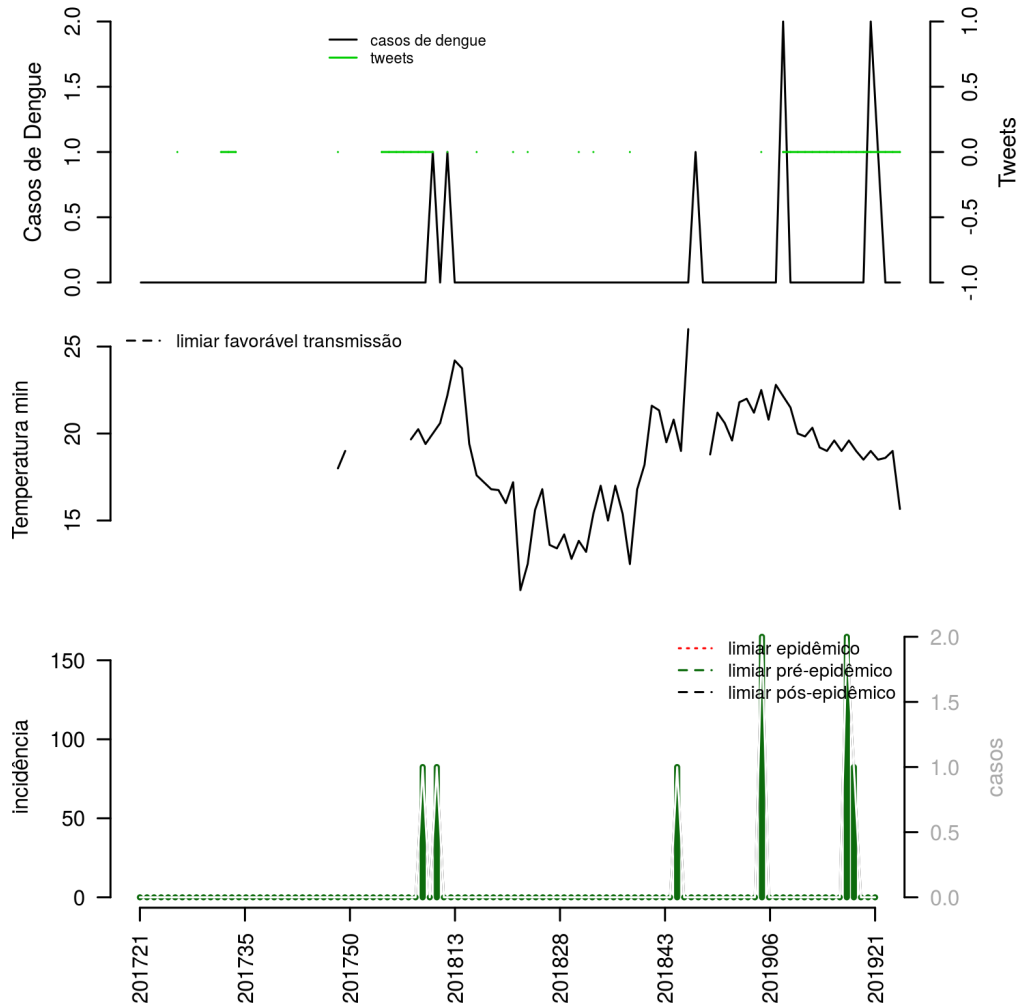 casos de dengue
tweets
Casos de Dengue
0.0
0.5
1.0
1.5
2.0
Tweets
-1.0
-0.5
0.0
0.5
1.0
limiar favorável transmissão
Temperatura min
15
20
25
limiar epidêmico
limiar pré-epidêmico
limiar pós-epidêmico
incidência
0
50
100
150
casos
0.0
0.5
1.0
1.5
2.0
201721
201735
201750
201813
201828
201843
201906
201921